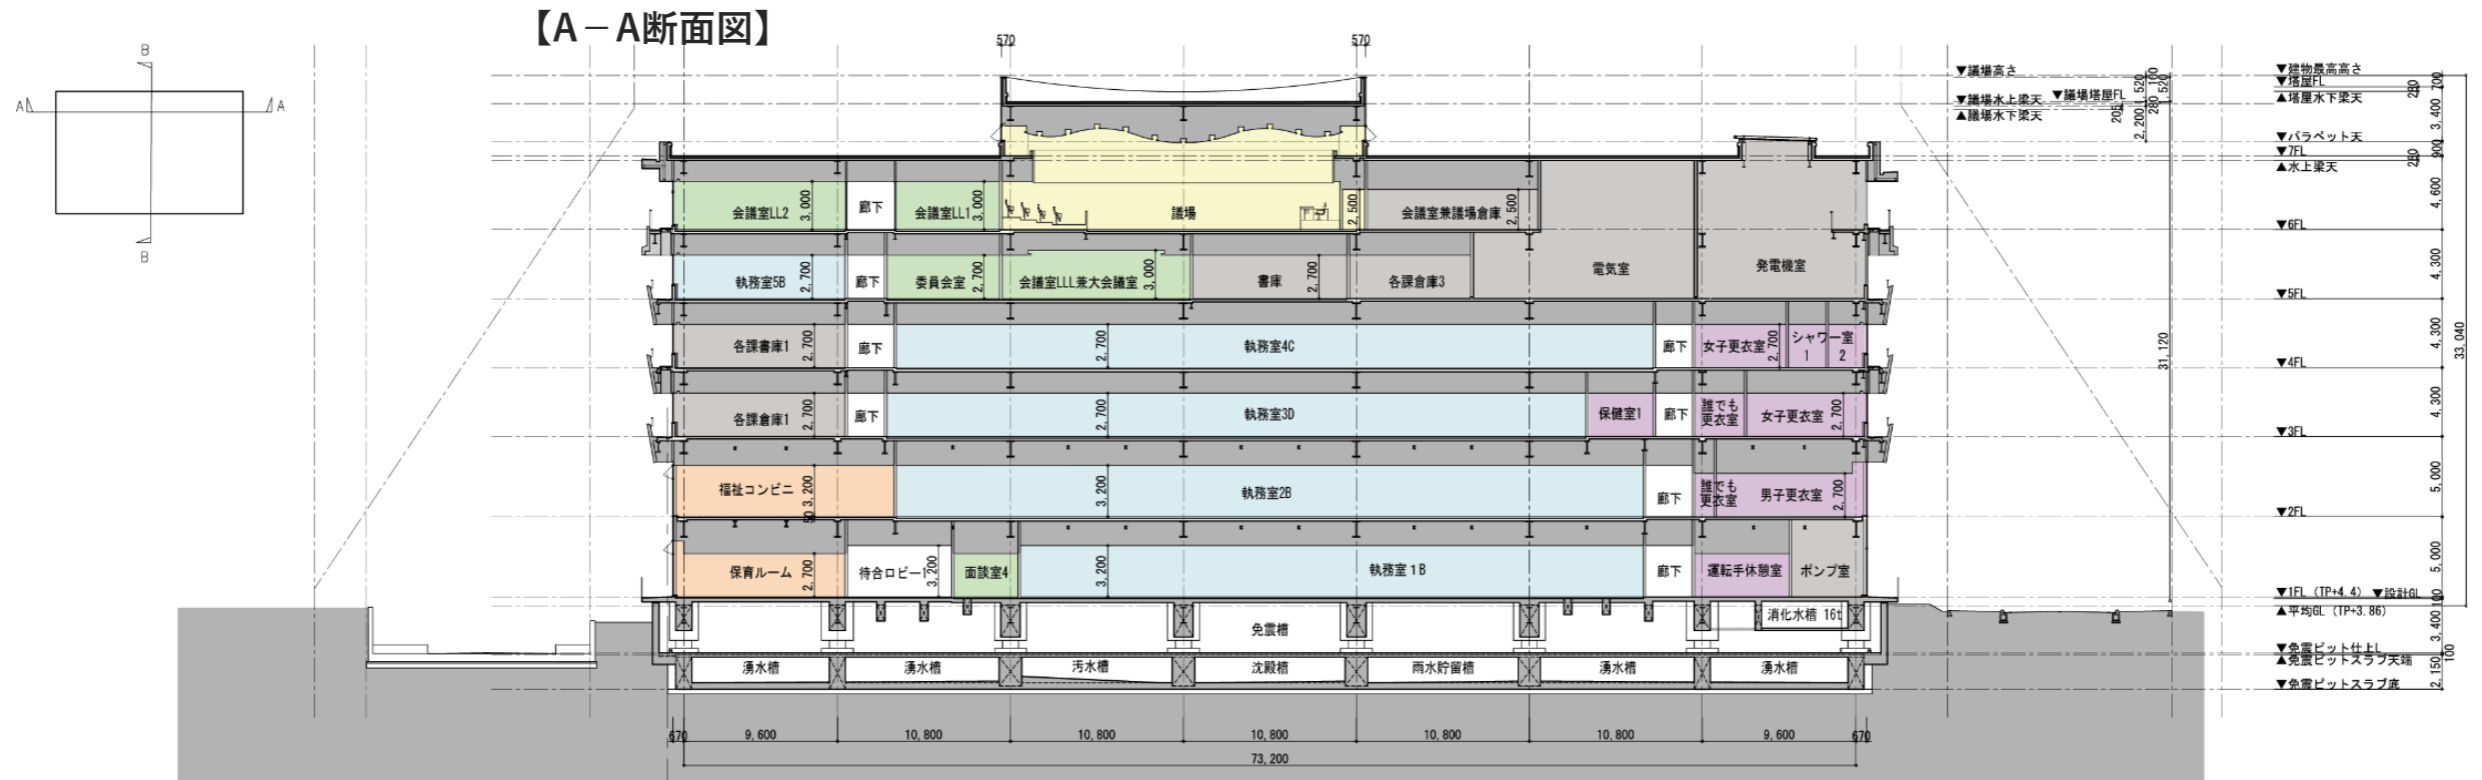 【A－A断面図】
B
A
A
B
570
570
▼議場高さ
▼議場水上梁天
▼議場塔屋FL
▲議場水下梁天
1,520
100
1,520
280
205
2,200
▼建物最高高さ
▼塔屋FL
▲塔屋水下梁天
▼パラペット天
▼7FL
▲水上梁天
700
280
3,400
900
280
会議室LL2
3,000
廊下
会議室LL1
3,000
議場
2,500
会議室兼議場倉庫
2,500
4,600
▼6FL
執務室5B
2,700
廊下
委員会室
2,700
会議室LLL兼大会議室
3,000
書庫
2,700
各課倉庫3
電気室
発電機室
4,300
▼5FL
各課書庫1
2,700
廊下
2,700
執務室4C
廊下
女子更衣室
2,700
シャワー室
1
2
4,300
▼4FL
31,120
33,040
各課倉庫1
2,700
廊下
2,700
執務室3D
保健室1
廊下
誰でも
更衣室
女子更衣室
2,700
4,300
▼3FL
福祉コンビニ
3,200
50
3,200
執務室2B
廊下
誰でも
更衣室
男子更衣室
2,700
5,000
▼2FL
保育ルーム
2,700
待合ロビー1
3,200
面談室4
3,200
執務室１B
廊下
運転手休憩室
ポンプ室
5,000
▼1FL（TP+4.4）
▼設計GL
▲平均GL（TP+3.86）
100
消化水槽 16t
免震槽
3,400
▼免震ピット仕上L
▲免震ピットスラブ天端
100
湧水槽
湧水槽
汚水槽
沈殿槽
雨水貯留槽
湧水槽
湧水槽
2,150
▼免震ピットスラブ底
670
9,600
10,800
10,800
10,800
10,800
10,800
9,600
670
73,200